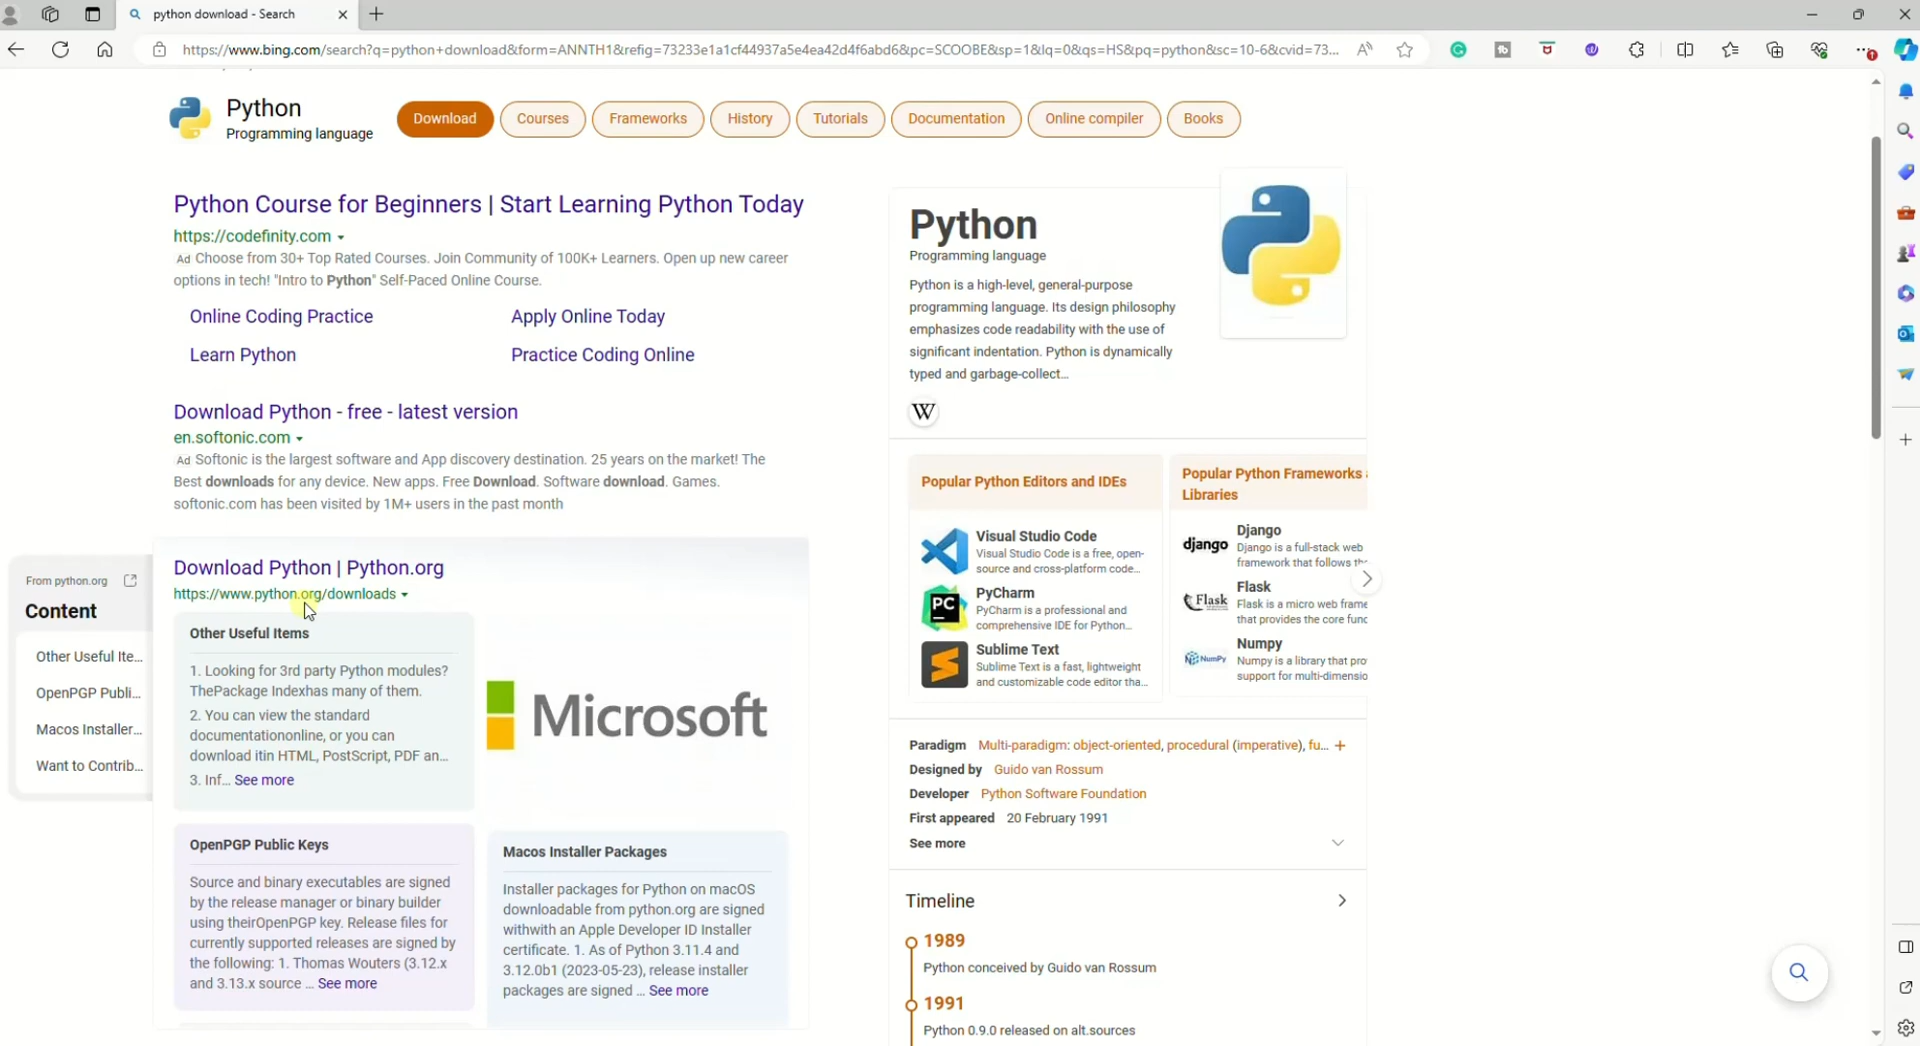 python download - Search
https://www.bing.com/search?q=python+download&form=ANNTH1&refig=73233e1a1cf44937a5e4ea42d4f6abd6&pc=SCOOBE&sp=1&lq=0&qs=HS&pq=python&sc=10-6&cvid=73...
Python
Programming language
Download
Courses
Frameworks
History
Tutorials
Documentation
Online compiler
Books
Python Course for Beginners | Start Learning Python Today
https://codefinity.com
Ad Choose from 30+ Top Rated Courses. Join Community of 100K+ Learners. Open up new career
options in tech! "Intro to Python" Self-Paced Online Course.
Online Coding Practice
Apply Online Today
Learn Python
Practice Coding Online
Download Python - free - latest version
en.softonic.com
Ad Softonic is the largest software and App discovery destination. 25 years on the market! The
Best downloads for any device. New apps. Free Download. Software download. Games.
softonic.com has been visited by 1M+ users in the past month
From python.org
Content
Other Useful Ite...
OpenPGP Publi...
Macos Installer...
Want to Contrib...
Download Python | Python.org
https://www.python.org/downloads
Other Useful Items
1. Looking for 3rd party Python modules?
ThePackage Indexhas many of them.
2. You can view the standard
documentationonline, or you can
download itin HTML, PostScript, PDF an...
3. Inf... See more
Microsoft
OpenPGP Public Keys
Source and binary executables are signed
by the release manager or binary builder
using theirOpenPGP key. Release files for
currently supported releases are signed by
the following: 1. Thomas Wouters (3.12.x
and 3.13.x source ... See more
Macos Installer Packages
Installer packages for Python on macOS
downloadable from python.org are signed
withwith an Apple Developer ID Installer
certificate. 1. As of Python 3.11.4 and
3.12.0b1 (2023-05-23), release installer
packages are signed ... See more
Python
Programming language
Python is a high-level, general-purpose
programming language. Its design philosophy
emphasizes code readability with the use of
significant indentation. Python is dynamically
typed and garbage-collect...
W
Popular Python Editors and IDEs
Visual Studio Code
Visual Studio Code is a free, open-
source and cross-platform code...
PC
PyCharm
PyCharm is a professional and
comprehensive IDE for Python...
Sublime Text
Sublime Text is a fast, lightweight
and customizable code editor tha...
Popular Python Frameworks
Libraries
django
Django
Django is a full-stack web
framework that follows
Flask
Flask
Flask is a micro web frame
that provides the core func
NumPy
Numpy
Numpy is a library that pro
support for multi-dimensio
Paradigm Multi-paradigm: object-oriented, procedural (imperative), fu...
Designed by Guido van Rossum
Developer Python Software Foundation
First appeared 20 February 1991
See more
Timeline
1989
Python conceived by Guido van Rossum
1991
Python 0.9.0 released on alt.sources